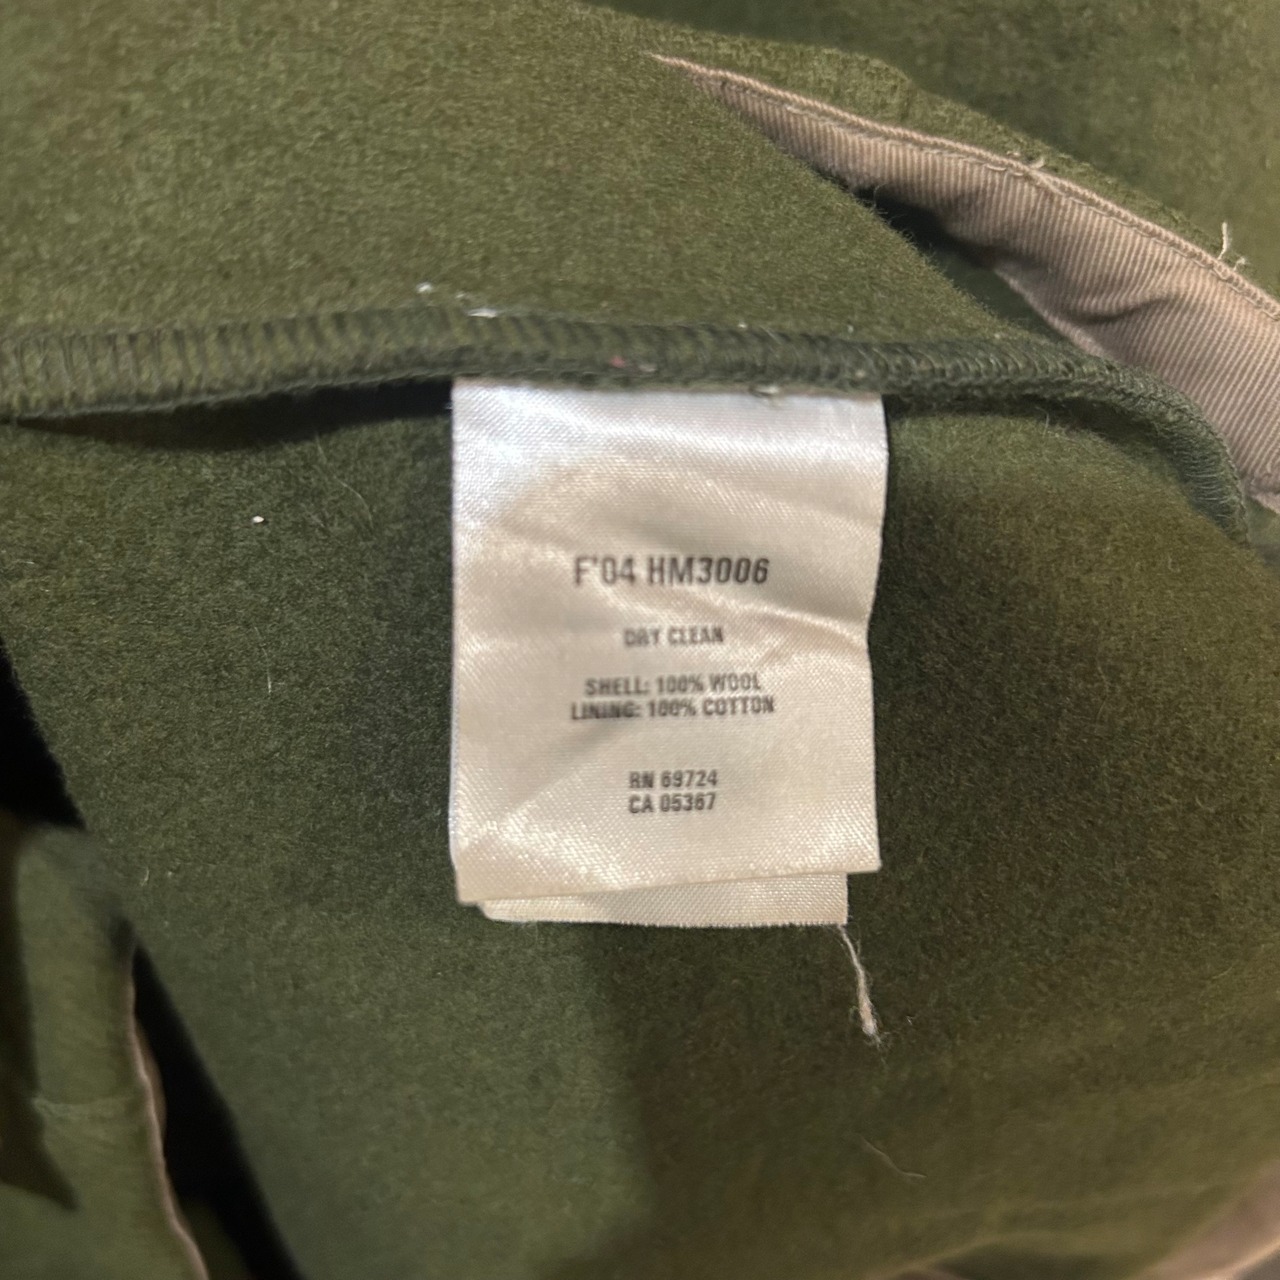 F'04 HM3006
DRY CLEAN
SHELL: 100% WOOL
LINING: 100% COTTON
RN 69724
CA 05367